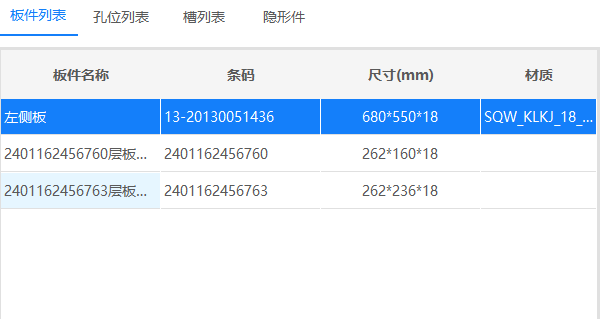 板件列表 孔位列表 槽列表 隐形件
板件名称 条码 尺寸(mm) 材质
左侧板 13-20130051436 680*550*18 SQW_KLKJ_18_...
2401162456760层板... 2401162456760 262*160*18
2401162456763层板... 2401162456763 262*236*18